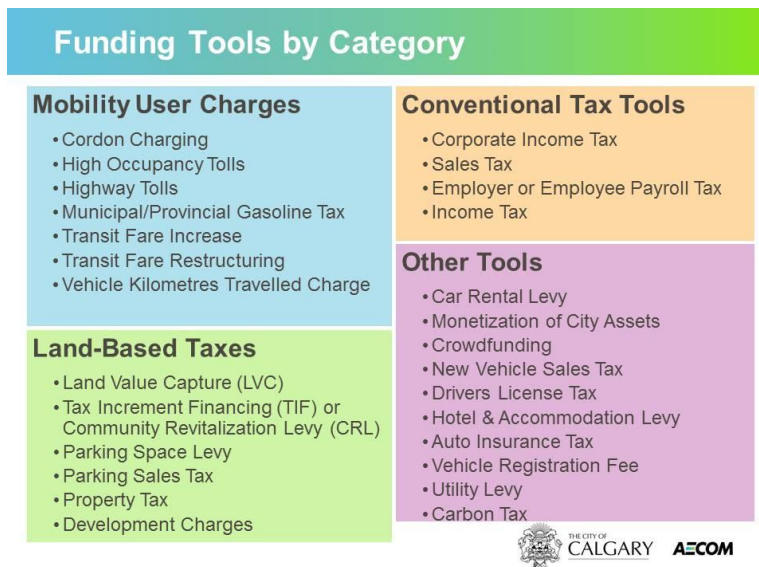 Funding Tools by Category
Mobility User Charges
• Cordon Charging
• High Occupancy Tolls
• Highway Tolls
• Municipal/Provincial Gasoline Tax
• Transit Fare Increase
• Transit Fare Restructuring
• Vehicle Kilometres Travelled Charge
Land-Based Taxes
• Land Value Capture (LVC)
• Tax Increment Financing (TIF) or
Community Revitalization Levy (CRL)
• Parking Space Levy
• Parking Sales Tax
• Property Tax
• Development Charges
Conventional Tax Tools
• Corporate Income Tax
• Sales Tax
• Employer or Employee Payroll Tax
• Income Tax
Other Tools
• Car Rental Levy
• Monetization of City Assets
• Crowdfunding
• New Vehicle Sales Tax
• Drivers License Tax
• Hotel & Accommodation Levy
• Auto Insurance Tax
• Vehicle Registration Fee
• Utility Levy
• Carbon Tax
THE CITY OF
CALGARY
AECOM